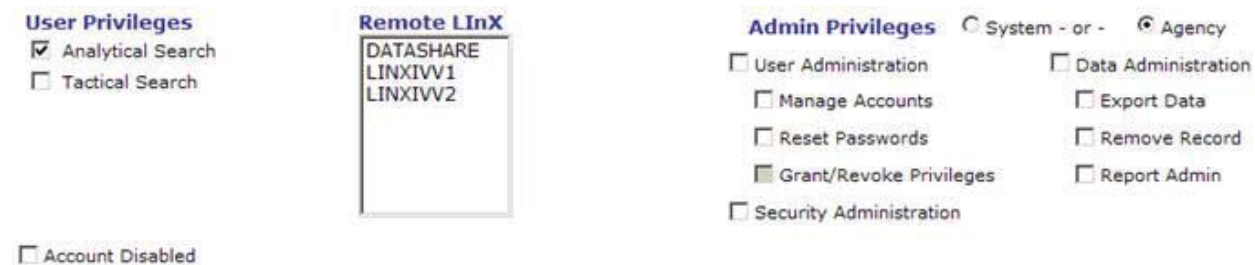 User Privileges
Analytical Search
Tactical Search
Remote LInX
DATASHARE
LINXIVV1
LINXIVV2
Admin Privileges System - or - Agency
User Administration
Manage Accounts
Reset Passwords
Grant/Revoke Privileges
Security Administration
Data Administration
Export Data
Remove Record
Report Admin
Account Disabled